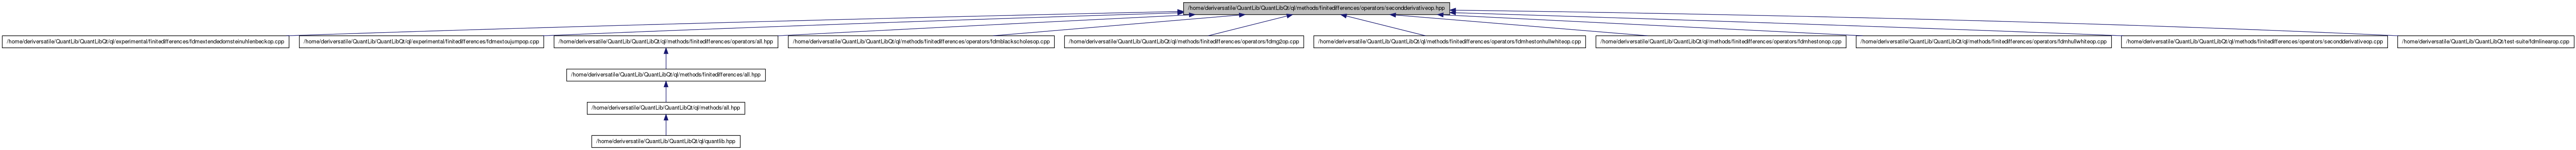 /home/deriversatile/QuantLib/QuantLibQt/ql/methods/finitedifferences/operators/secondderivativeop.hpp
/home/deriversatile/QuantLib/QuantLibQt/ql/experimental/finitedifferences/fdmextendedornsteinuhlenbeckop.cpp
/home/deriversatile/QuantLib/QuantLibQt/ql/experimental/finitedifferences/fdmextoujumpop.cpp
/home/deriversatile/QuantLib/QuantLibQt/ql/methods/finitedifferences/operators/all.hpp
/home/deriversatile/QuantLib/QuantLibQt/ql/methods/finitedifferences/operators/fdmblackscholesop.cpp
/home/deriversatile/QuantLib/QuantLibQt/ql/methods/finitedifferences/operators/fdmg2op.cpp
/home/deriversatile/QuantLib/QuantLibQt/ql/methods/finitedifferences/operators/fdmhestonhullwhiteop.cpp
/home/deriversatile/QuantLib/QuantLibQt/ql/methods/finitedifferences/operators/fdmhestonop.cpp
/home/deriversatile/QuantLib/QuantLibQt/ql/methods/finitedifferences/operators/fdmhullwhiteop.cpp
/home/deriversatile/QuantLib/QuantLibQt/ql/methods/finitedifferences/operators/secondderivativeop.cpp
/home/deriversatile/QuantLib/QuantLibQt/test-suite/fdmlinearop.cpp
/home/deriversatile/QuantLib/QuantLibQt/ql/methods/finitedifferences/all.hpp
/home/deriversatile/QuantLib/QuantLibQt/ql/methods/all.hpp
/home/deriversatile/QuantLib/QuantLibQt/ql/quantlib.hpp